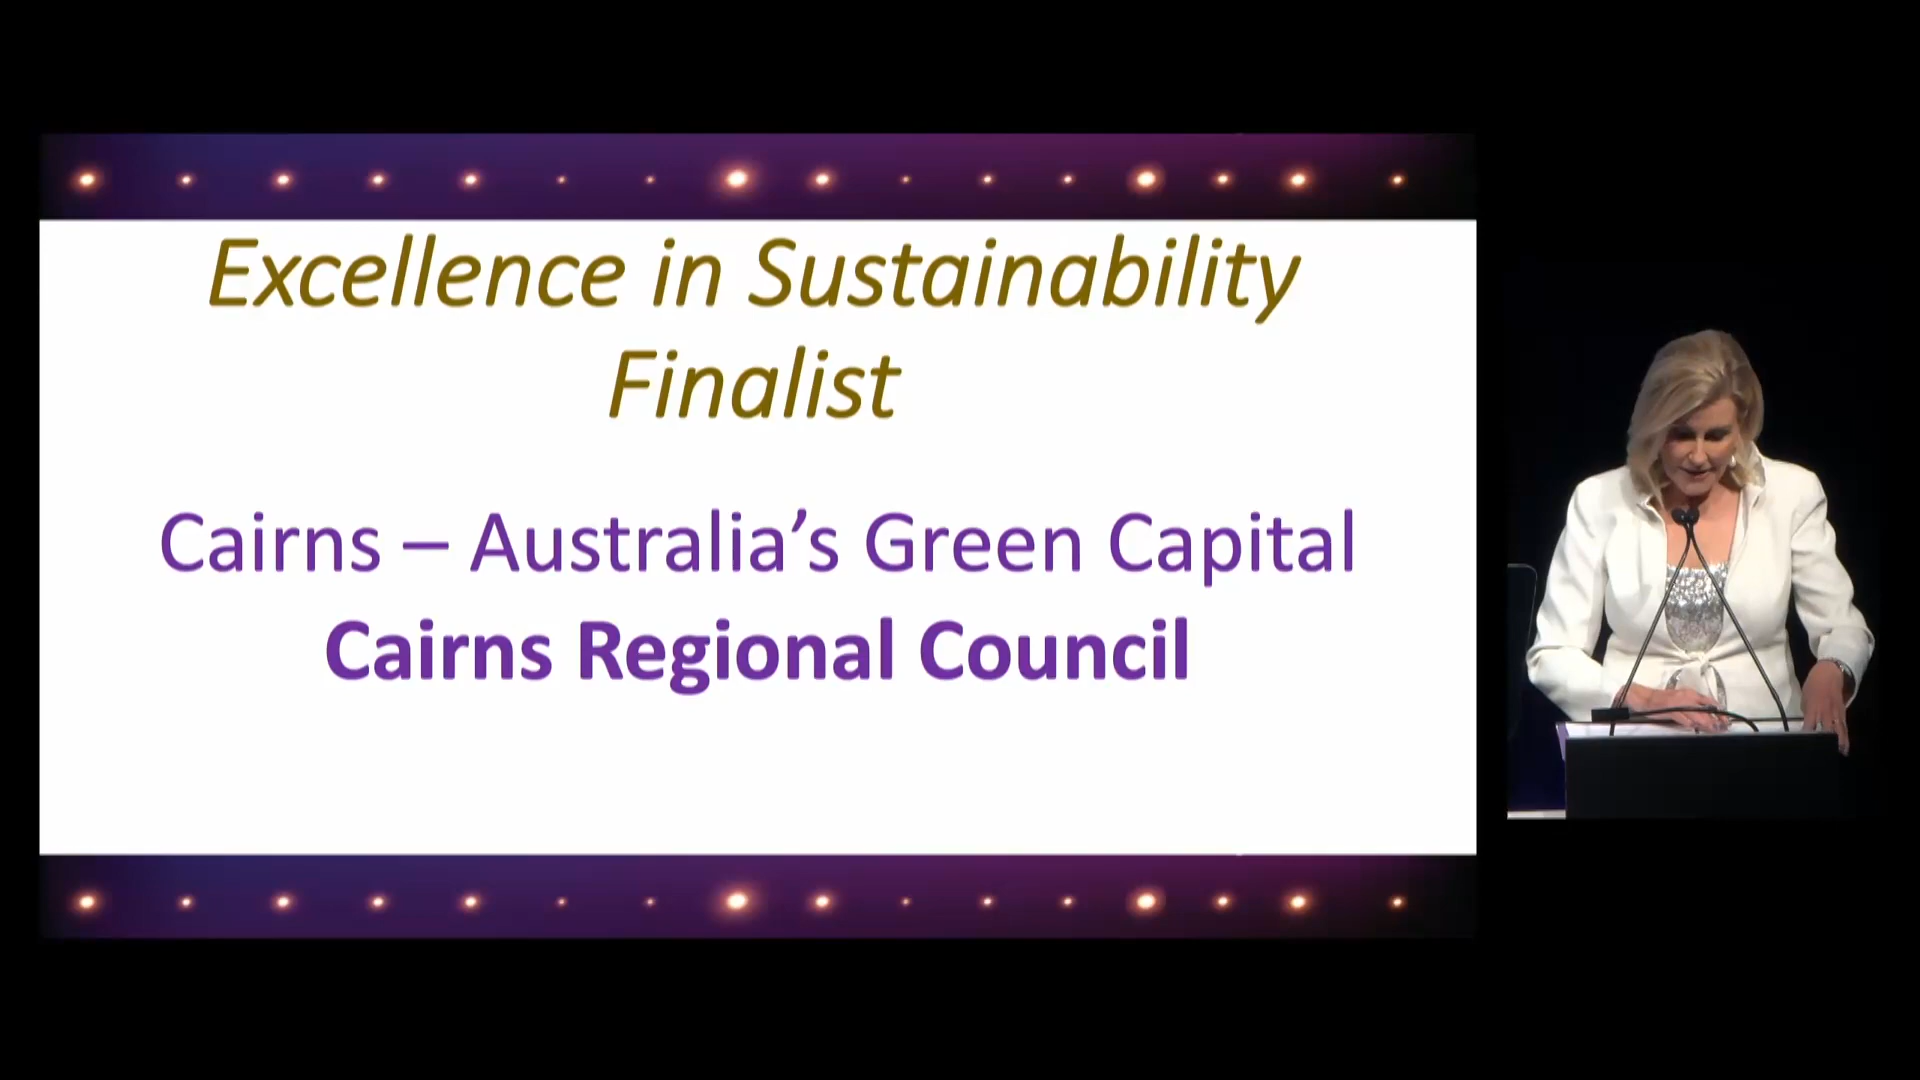 Excellence in Sustainability
Finalist
Cairns – Australia’s Green Capital
Cairns Regional Council